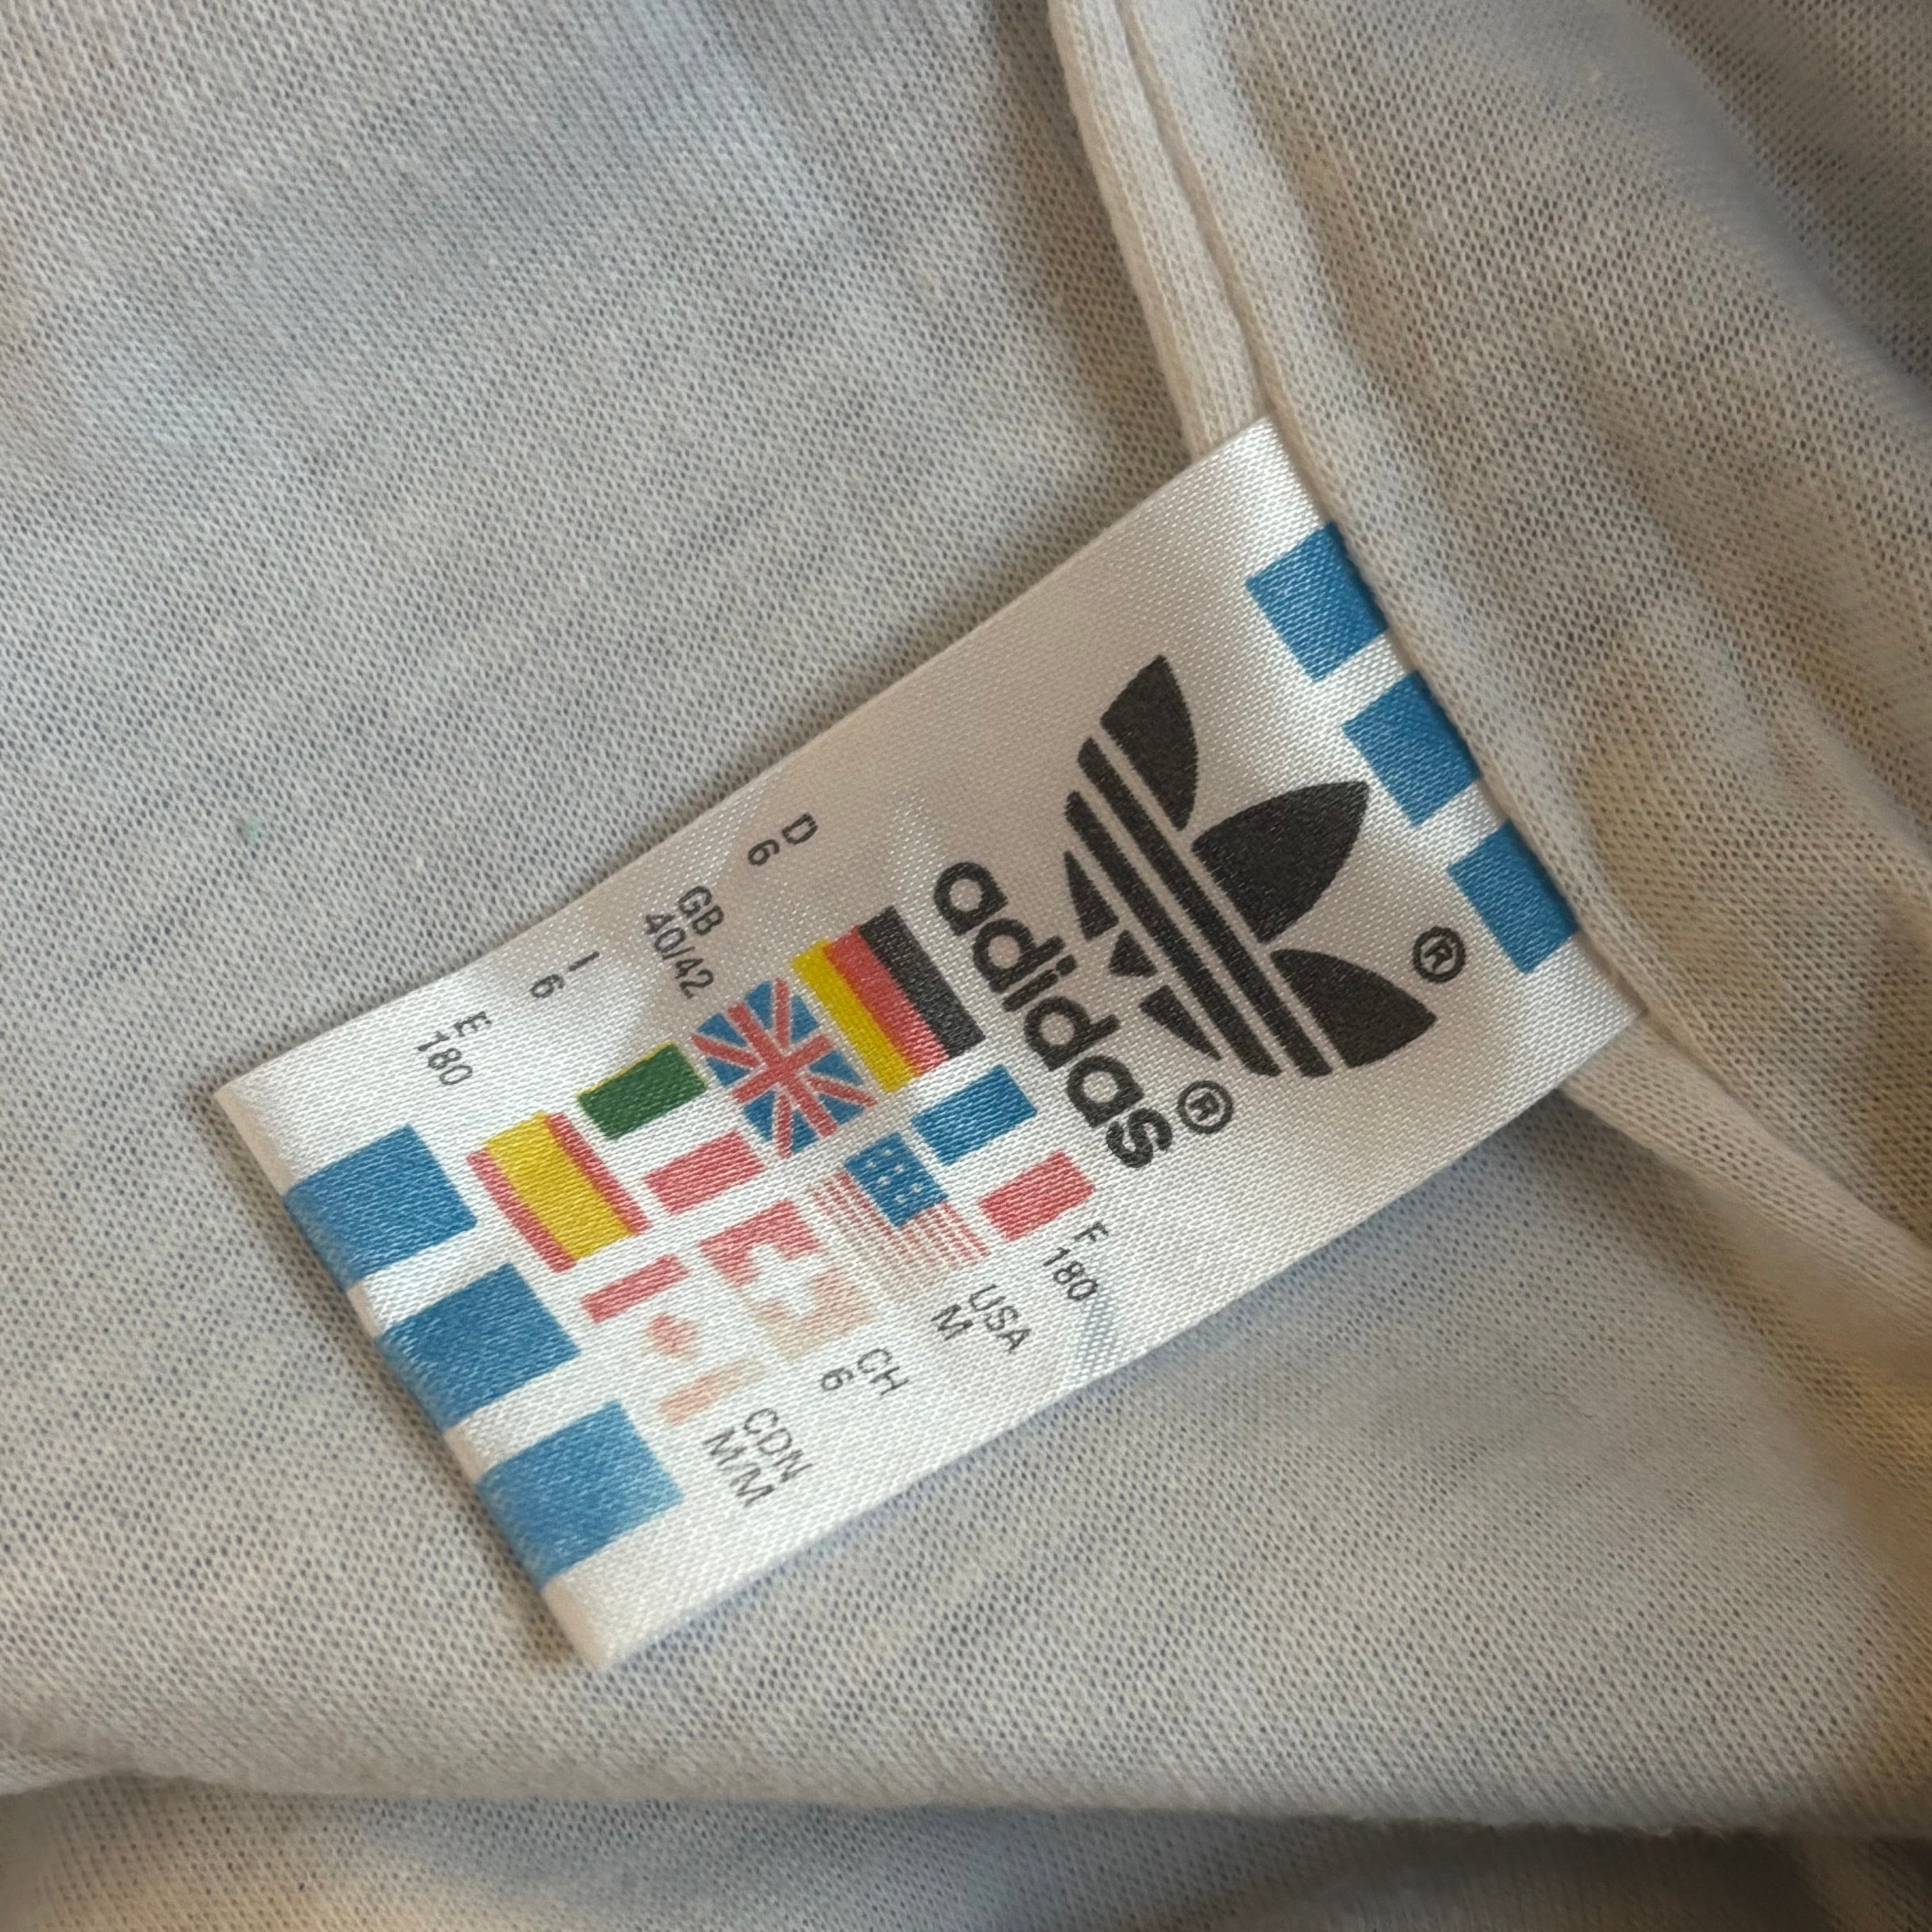 ®
adidas®
D
6
F
180
GB
40/42
USA
M
I
6
CH
6
E
180
CDN
M/M